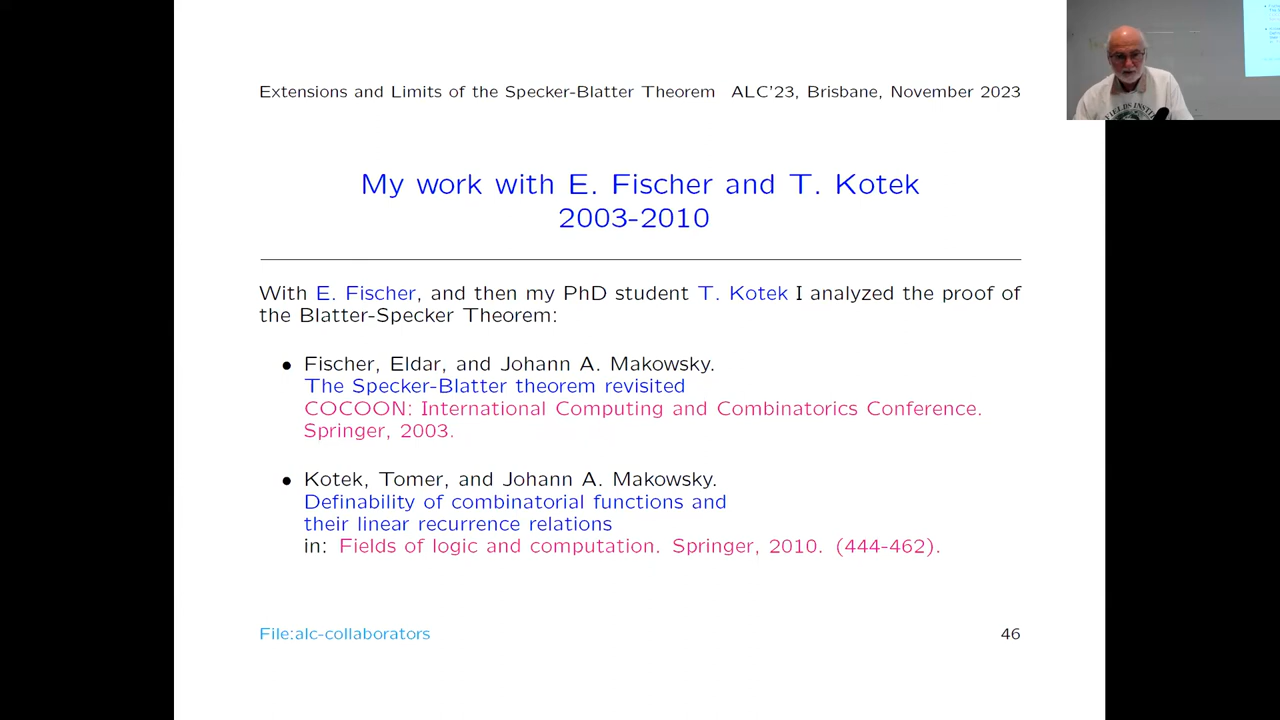 Extensions and Limits of the Specker-Blatter Theorem ALC'23, Brisbane, November 2023
My work with E. Fischer and T. Kotek
2003-2010
With E. Fischer, and then my PhD student T. Kotek I analyzed the proof of
the Blatter-Specker Theorem:
• Fischer, Eldar, and Johann A. Makowsky.
The Specker-Blatter theorem revisited
COCOON: International Computing and Combinatorics Conference.
Springer, 2003.
• Kotek, Tomer, and Johann A. Makowsky.
Definability of combinatorial functions and
their linear recurrence relations
in: Fields of logic and computation. Springer, 2010. (444-462).
File:alc-collaborators
46